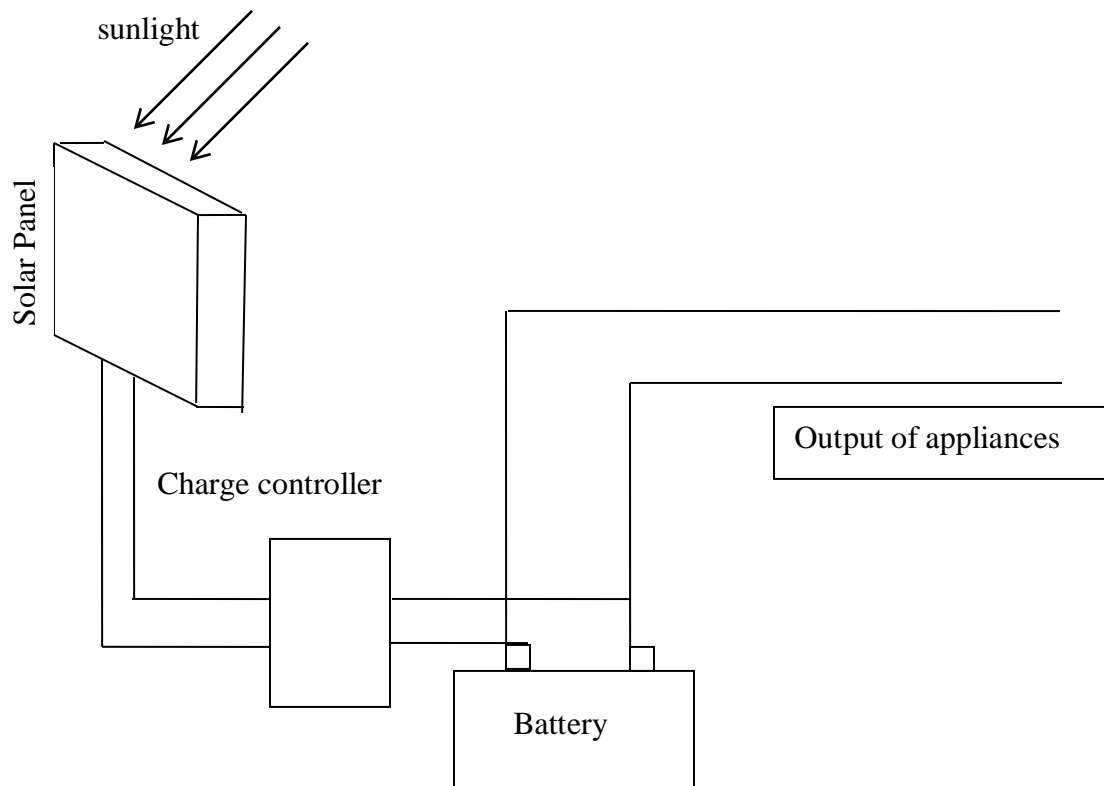 sunlight
Solar Panel
Output of appliances
Charge controller
Battery